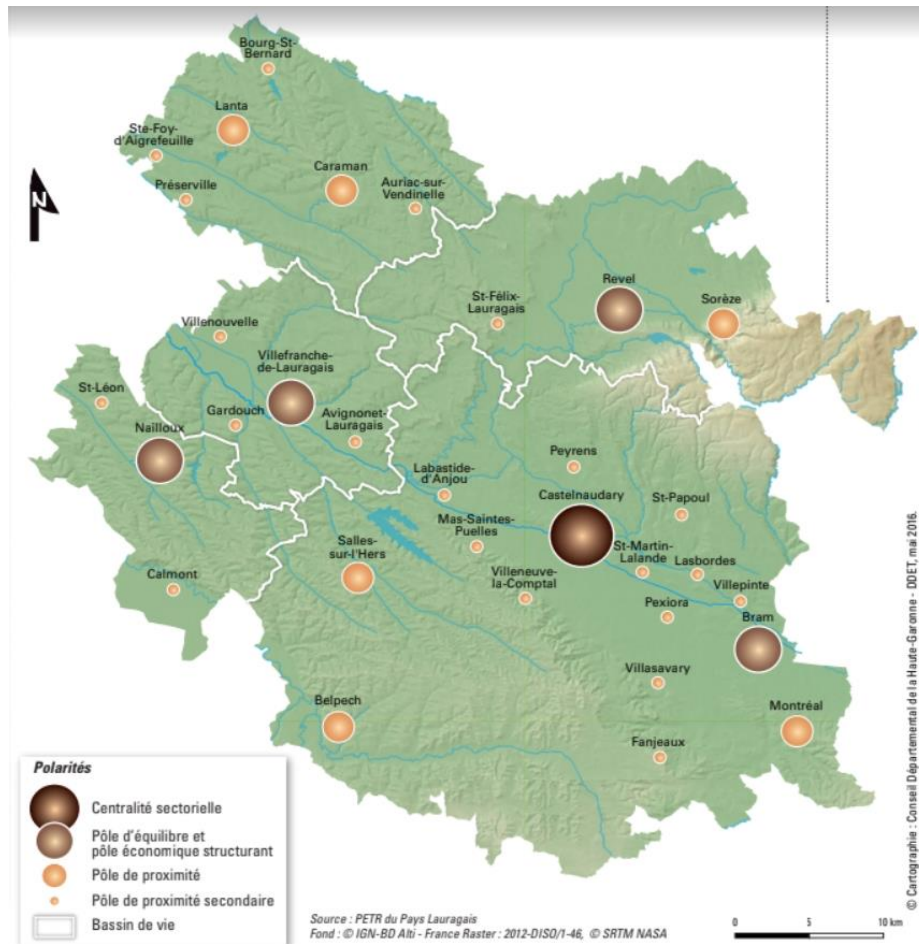 Bourg-St-
Bernard
Lanta
Ste-Foy-
d'Aigrefeuille
Caraman
Préserville
Auriac-sur-
Vendinelle
N
Revel
St-Félix-
Lauragais
Sorèze
Villenouvelle
Villefranche-
de-Lauragais
St-Léon
Gardouch
Nailloux
Avignonet-
Lauragais
Peyrens
Labastide-
d'Anjou
Castelnaudary
St-Papoul
Mas-Saintes-
Puelles
Salles-
sur-l'Hers
St-Martin-
Lalande
Lasbordes
Calmont
Villeneuve-
la-Comptal
Villepinte
Pexiora
Bram
Villasavary
Belpech
Montréal
Fanjeaux
Polarités
Centralité sectorielle
Pôle d'équilibre et
pôle économique structurant
Pôle de proximité
Pôle de proximité secondaire
Bassin de vie
Source : PETR du Pays Lauragais
Fond : © IGN-BD Alti - France Raster : 2012-DISO/1-46, © SRTM NASA
0 5 10 km
© Cartographie : Conseil Départemental de la Haute-Garonne - DDET, mai 2016.